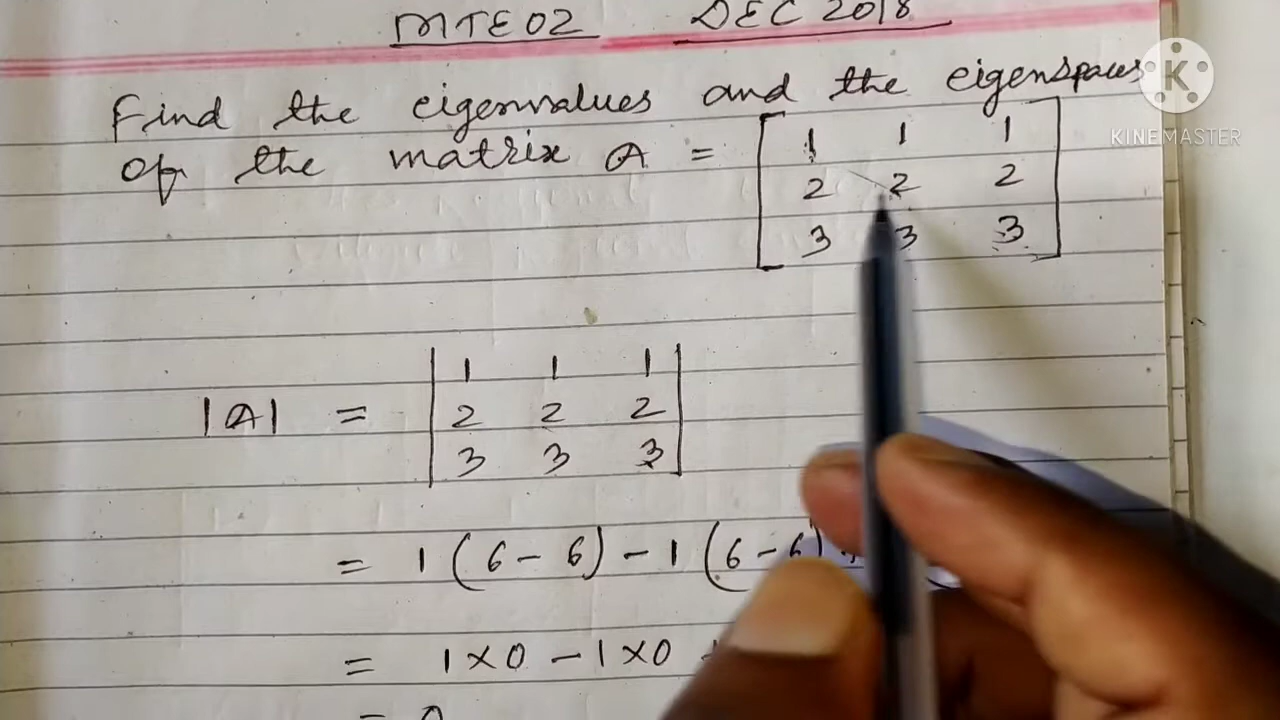 MTE02 DEC 2018
Find the eigenvalues and the eigenspaces
of the matrix A = [ 1 1 1
2 2 2
3 3 3 ]
K
KINEMASTER
|A| = | 1 1 1 |
| 2 2 2 |
| 3 3 3 |
= 1 (6 - 6) - 1 (6 - 6)
= 1 × 0 - 1 × 0
= 0